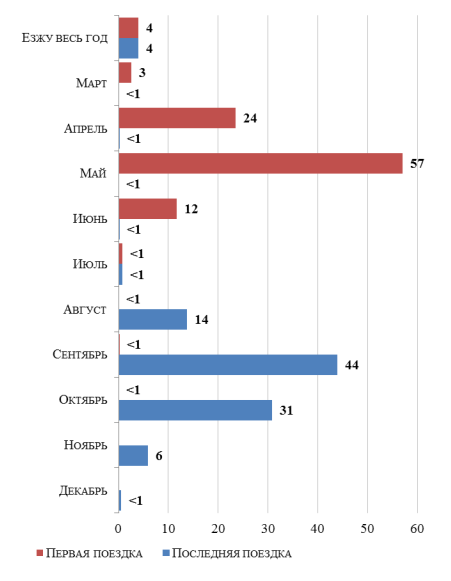 Езжу весь год
4
4
Март
3
<1
Апрель
24
<1
Май
57
<1
Июнь
12
<1
Июль
<1
<1
Август
<1
14
Сентябрь
<1
44
Октябрь
<1
31
Ноябрь
6
Декабрь
<1
0 10 20 30 40 50 60
Первая поездка Последняя поездка